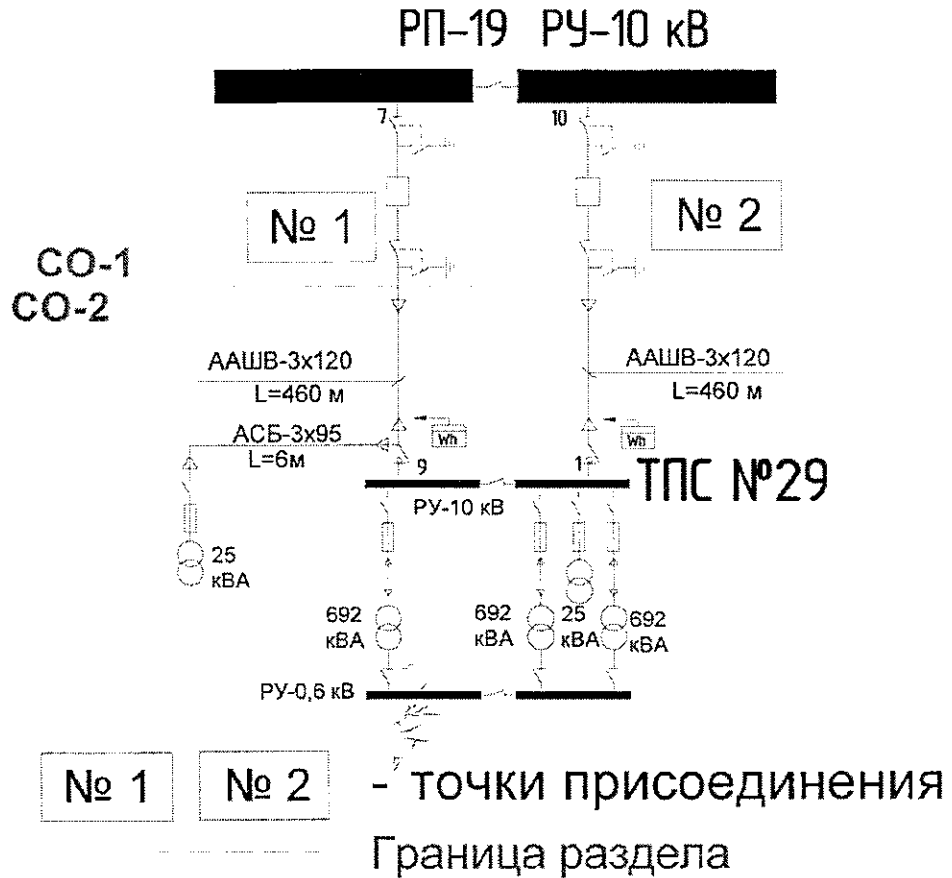 РП-19 РУ-10 кВ
7
10
№ 1
№ 2
СО-1
СО-2
ААШВ-3х120
L=460 м
ААШВ-3х120
L=460 м
Wh
Wh
АСБ-3х95
L=6м
9
1
ТПС №29
РУ-10 кВ
25
кВА
692
кВА
692
кВА
25
кВА
692
кВА
РУ-0,6 кВ
№ 1 № 2 - точки присоединения
Граница раздела